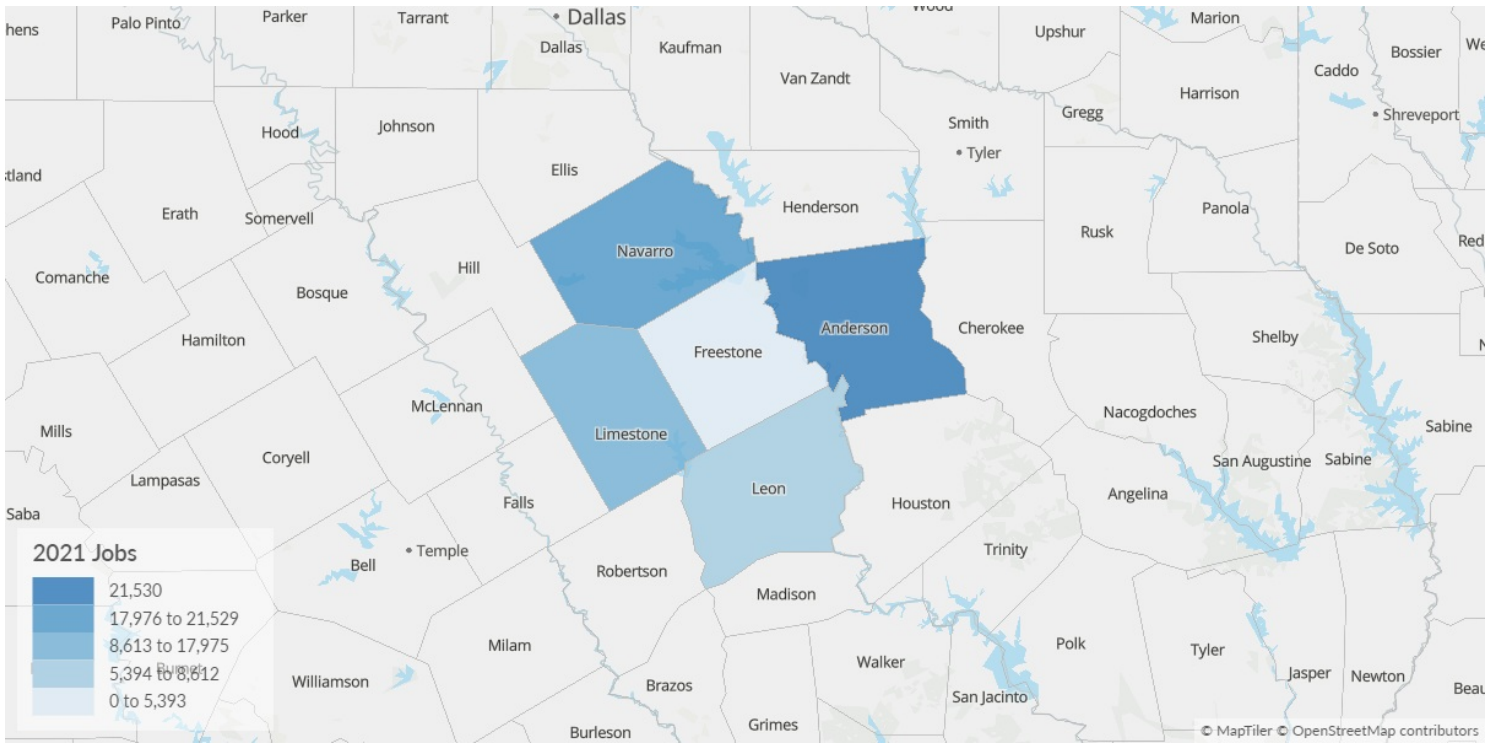 hens
Palo Pinto
Parker
Tarrant
Dallas
Dallas
Kaufman
Wood
Upshur
Marion
Bossier
We
Caddo
Van Zandt
Harrison
Gregg
Shreveport
Hood
Johnson
Smith
Tyler
Ellis
tland
Erath
Somervell
Henderson
Panola
Rusk
De Soto
Red
Navarro
Hill
Comanche
Bosque
Anderson
Cherokee
Hamilton
Freestone
Shelby
N
McLennan
Nacogdoches
Mills
Limestone
Sabine
Coryell
San Augustine
Sabine
Lampasas
Leon
Falls
Houston
Angelina
Saba
2021 Jobs
21,530
17,976 to 21,529
8,613 to 17,975
5,394 to 8,612
0 to 5,393
Temple
Bell
Trinity
Robertson
Madison
Milam
Burnet
Polk
Tyler
Walker
Williamson
Jasper
Newton
Brazos
San Jacinto
Beau
Grimes
Burleson
© MapTiler © OpenStreetMap contributors